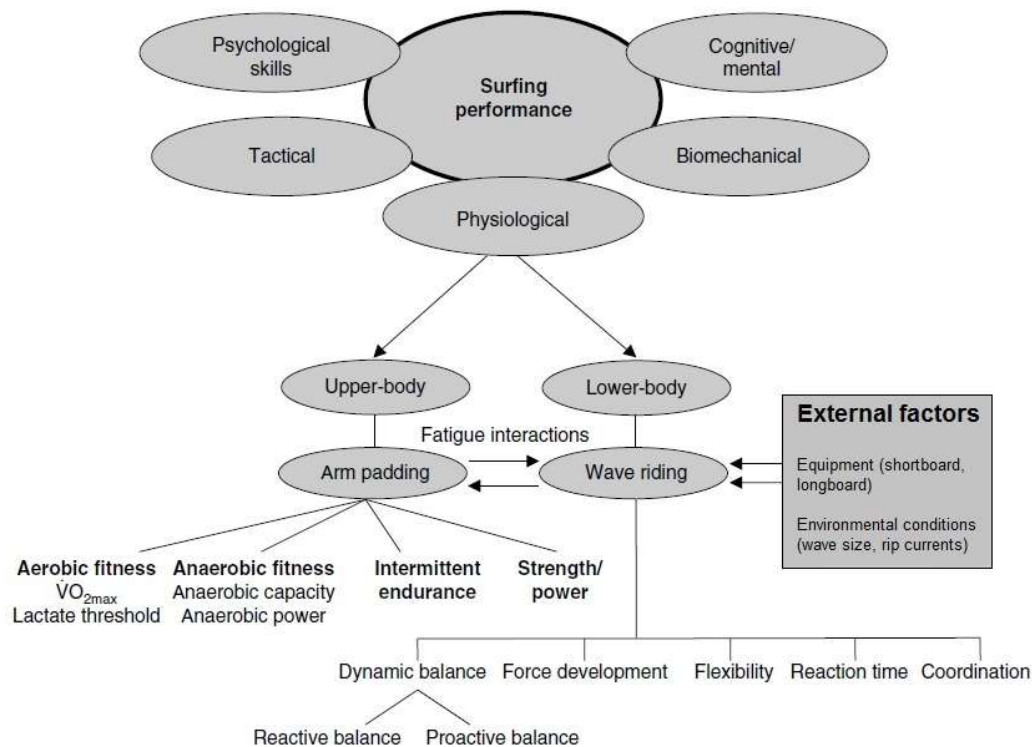 Psychological
skills
Cognitive/
mental
Surfing
performance
Tactical
Biomechanical
Physiological
Upper-body
Lower-body
External factors
Fatigue interactions
Arm padding
Wave riding
Equipment (shortboard,
longboard)
Environmental conditions
(wave size, rip currents)
Aerobic fitness
V̇O2max
Lactate threshold
Anaerobic fitness
Anaerobic capacity
Anaerobic power
Intermittent
endurance
Strength/
power
Dynamic balance
Force development
Flexibility
Reaction time
Coordination
Reactive balance
Proactive balance